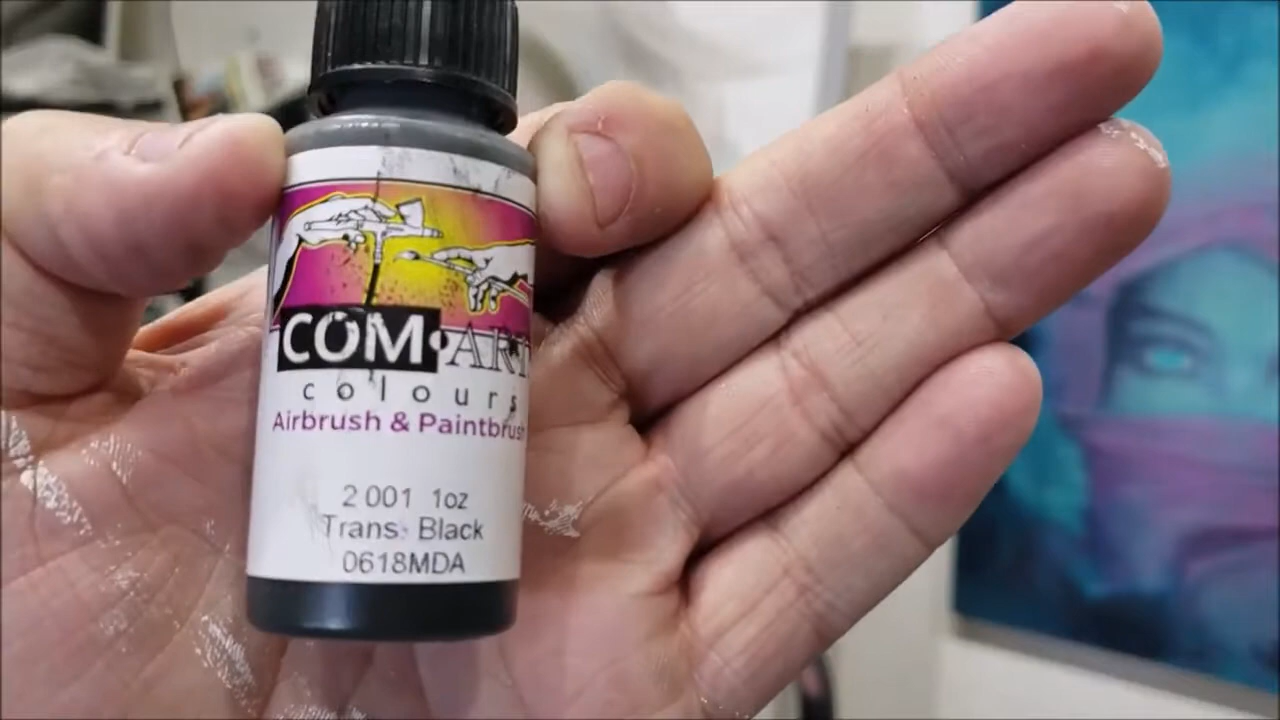 COM•ART
colours
Airbrush & Paintbrush
2001 1oz
Trans. Black
0618MDA